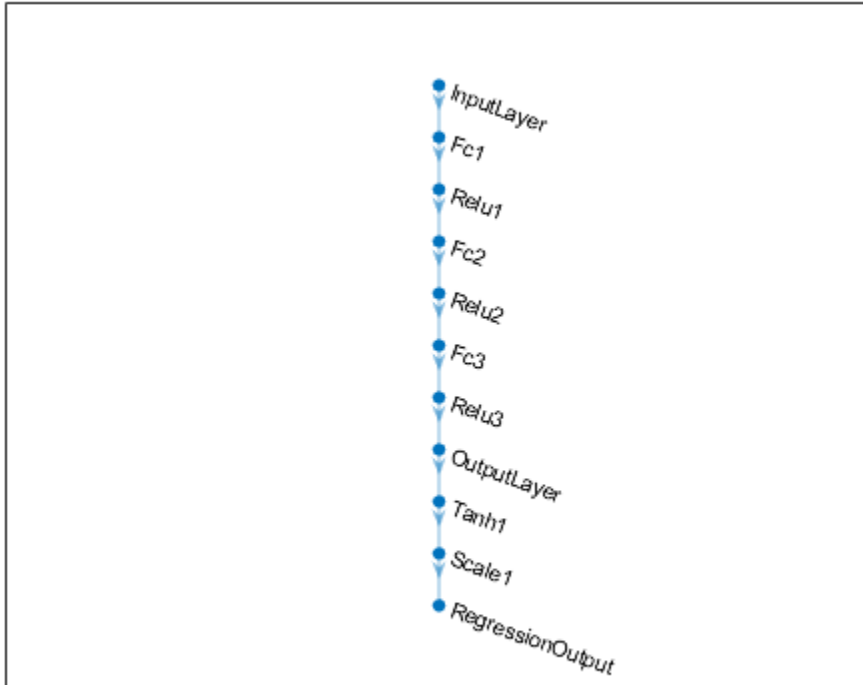 InputLayer
Fc1
Relu1
Fc2
Relu2
Fc3
Relu3
OutputLayer
Tanh1
Scale1
RegressionOutput